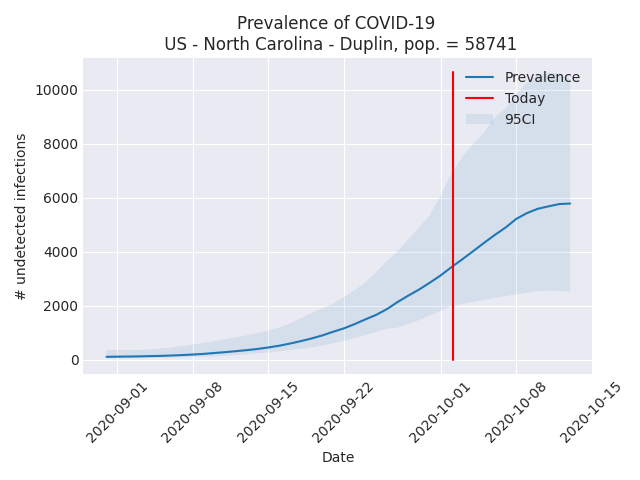 Prevalence of COVID-19
US - North Carolina - Duplin, pop. = 58741
Prevalence
Today
95CI
10000
8000
6000
4000
2000
0
# undetected infections
2020-09-01
2020-09-08
2020-09-15
2020-09-22
2020-10-01
2020-10-08
2020-10-15
Date